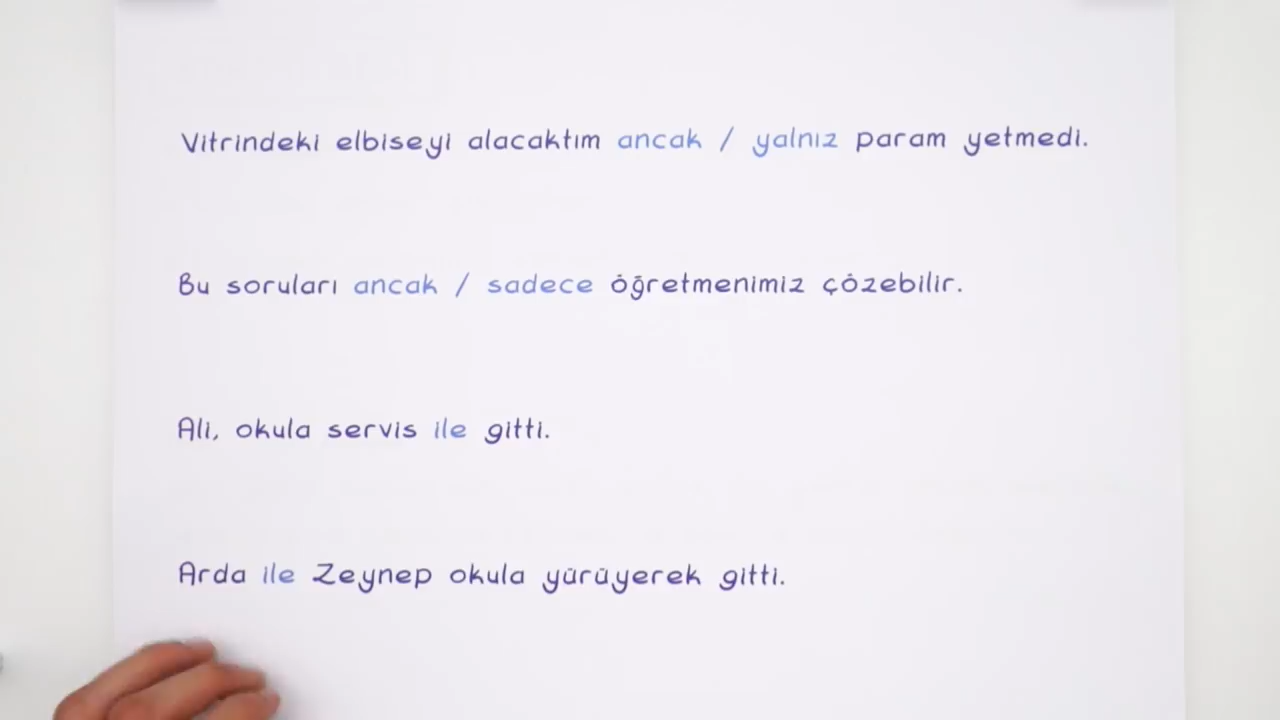 Vitrindeki elbiseyi alacaktım ancak / yalnız param yetmedi.
Bu soruları ancak / sadece öğretmenimiz çözebilir.
Ali, okula servis ile gitti.
Arda ile Zeynep okula yürüyerek gitti.